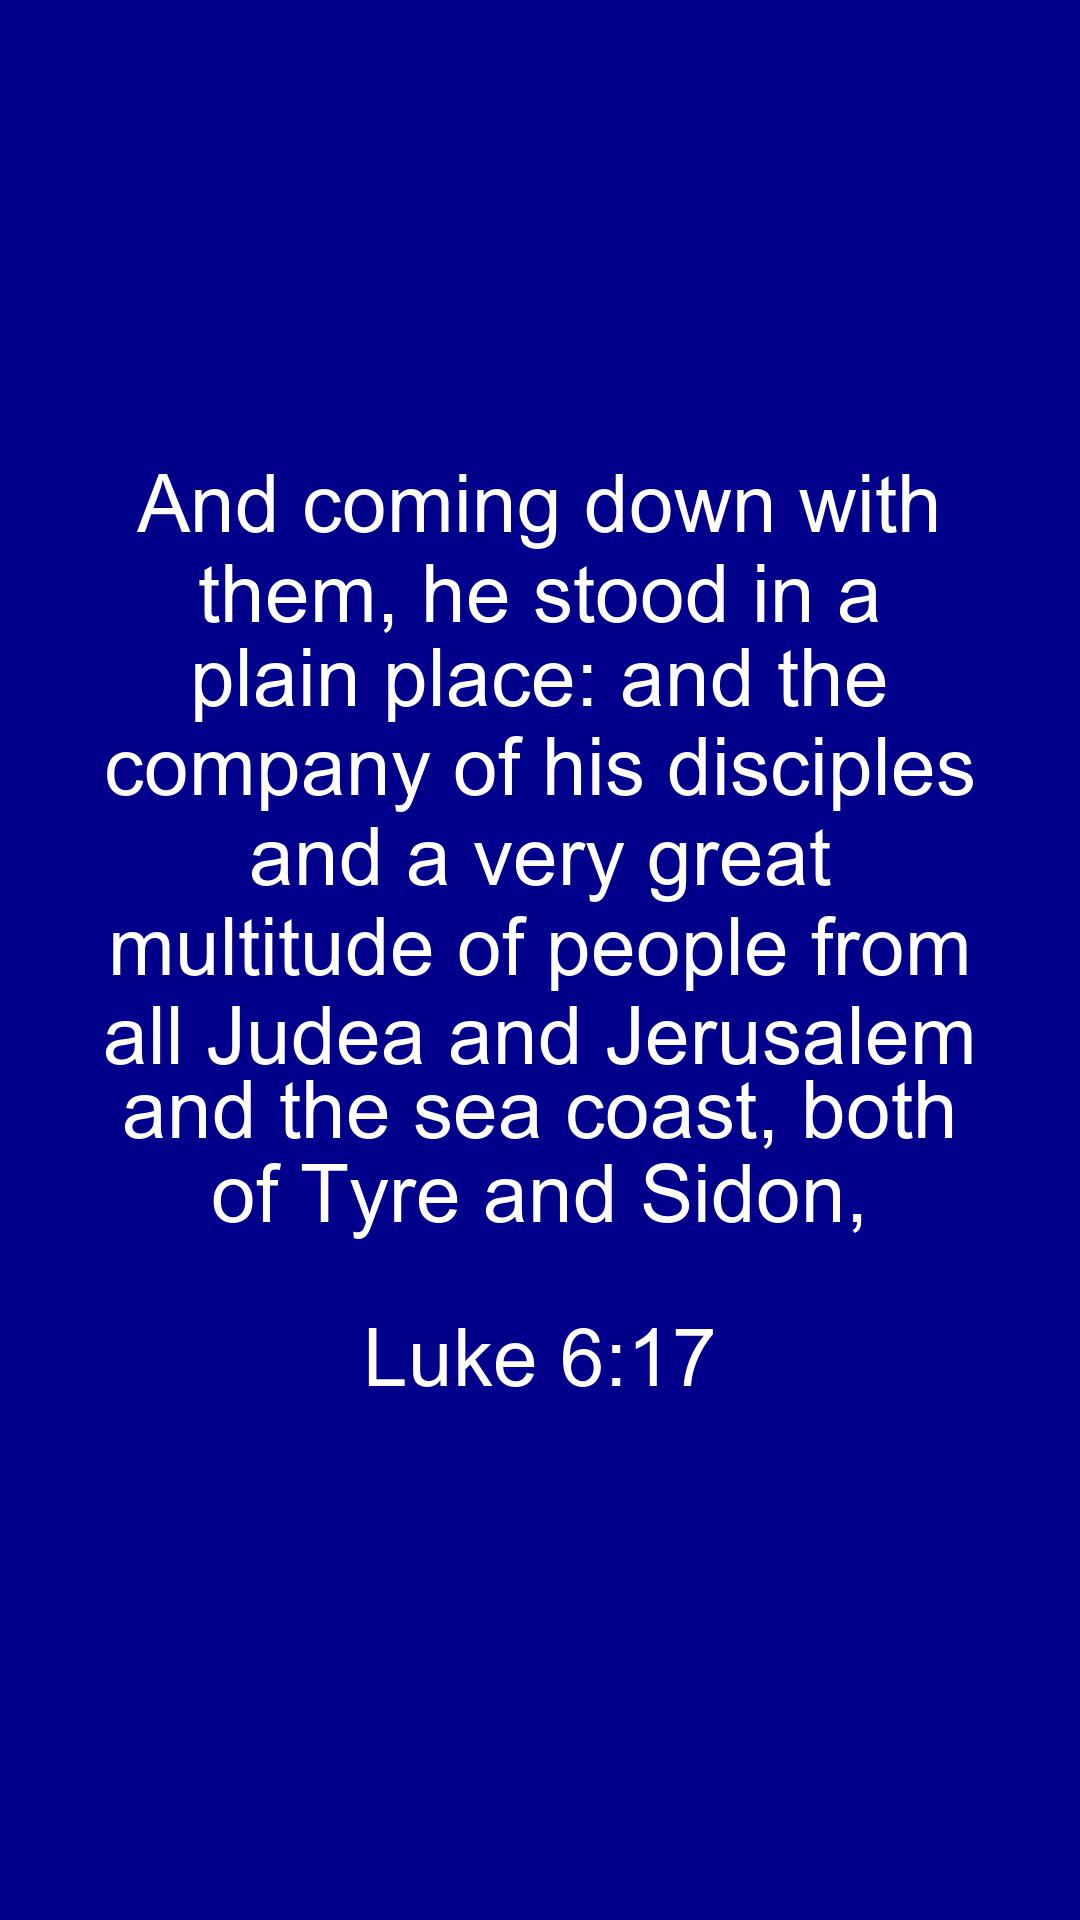 And coming down with
them, he stood in a
plain place: and the
company of his disciples
and a very great
multitude of people from
all Judea and Jerusalem
and the sea coast, both
of Tyre and Sidon,
Luke 6:17